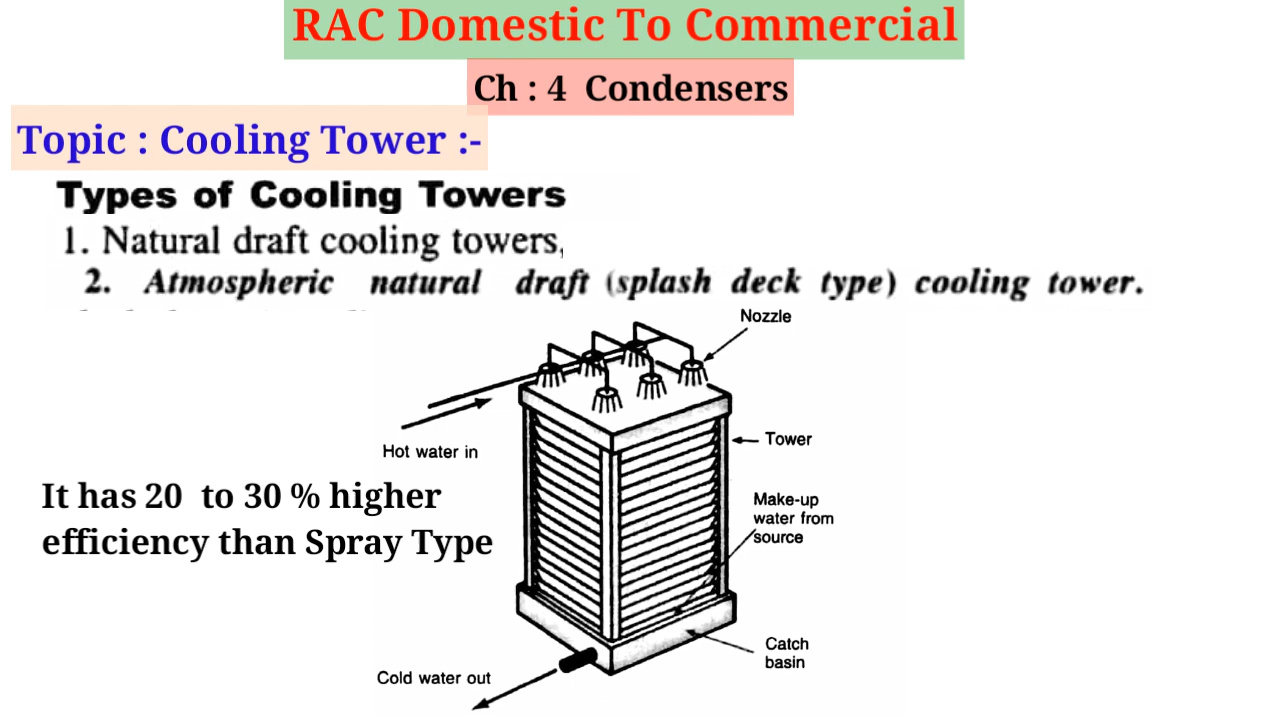 RAC Domestic To Commercial
Ch : 4 Condensers
Topic : Cooling Tower :-
Types of Cooling Towers
1. Natural draft cooling towers,
2. Atmospheric natural draft (splash deck type) cooling tower.
Nozzle
Hot water in
Tower
It has 20 to 30 % higher
efficiency than Spray Type
Make-up
water from
source
Catch
basin
Cold water out